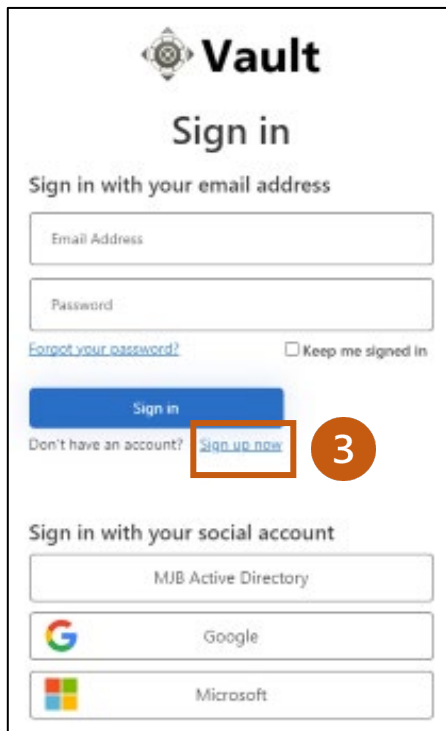 Vault
Sign in
Sign in with your email address
Email Address
Password
Forgot your password? Keep me signed in
Sign in
Don't have an account? Sign up now
3
Sign in with your social account
MJB Active Directory
Google
Microsoft